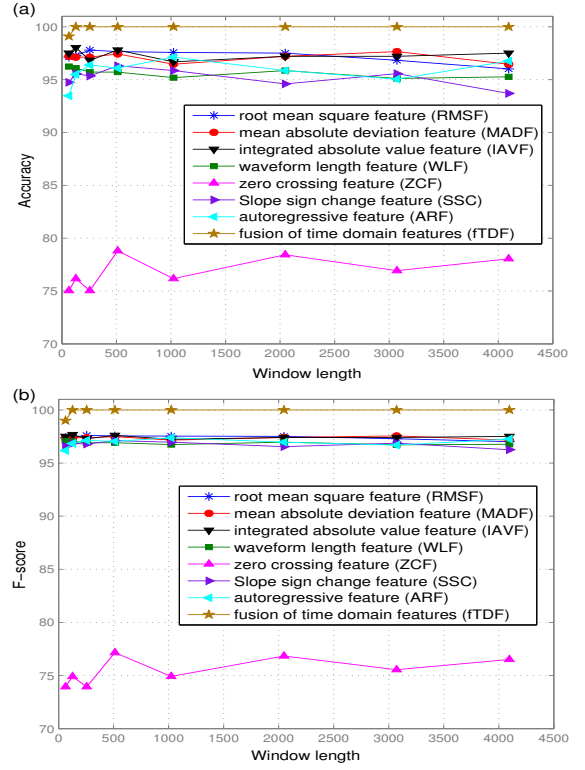 (a)
100
95
90
85
80
75
70
Accuracy
root mean square feature (RMSF)
mean absolute deviation feature (MADF)
integrated absolute value feature (IAVF)
waveform length feature (WLF)
zero crossing feature (ZCF)
Slope sign change feature (SSC)
autoregressive feature (ARF)
fusion of time domain features (fTDF)
0 500 1000 1500 2000 2500 3000 3500 4000 4500
Window length
(b)
100
95
90
85
80
75
70
F-score
root mean square feature (RMSF)
mean absolute deviation feature (MADF)
integrated absolute value feature (IAVF)
waveform length feature (WLF)
zero crossing feature (ZCF)
Slope sign change feature (SSC)
autoregressive feature (ARF)
fusion of time domain features (fTDF)
0 500 1000 1500 2000 2500 3000 3500 4000 4500
Window length